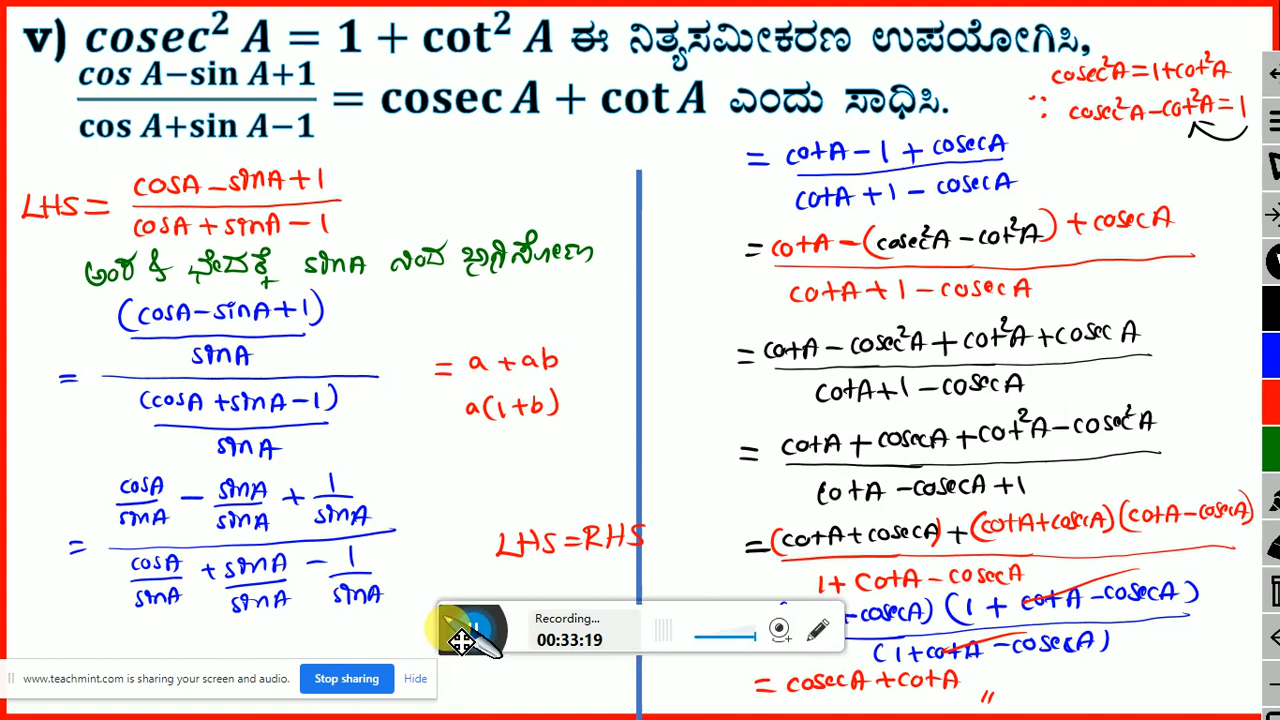 v) cosec² A = 1 + cot² A ಈ ನಿತ್ಯಸಮೀಕರಣ ಉಪಯೋಗಿಸಿ,
(cos A−sin A+1)/(cos A+sin A−1) = cosec A + cot A ಎಂದು ಸಾಧಿಸಿ.
cosec²A = 1+cot²A
∵ cosec²A − cot²A = 1
LHS = (cosA − sinA + 1)/(cosA + sinA − 1)
ಅಂಶ & ಛೇದಕ್ಕೆ sinA ನಿಂದ ಭಾಗಿಸೋಣ
= ((cosA − sinA + 1)/sinA)/((cosA + sinA − 1)/sinA)
= a + ab
a(1+b)
= (cosA/sinA − sinA/sinA + 1/sinA)/(cosA/sinA + sinA/sinA − 1/sinA)
LHS = RHS
= (cotA − 1 + cosecA)/(cotA + 1 − cosecA)
= (cotA − (cosec²A − cot²A) + cosecA)/(cotA + 1 − cosecA)
= (cotA − cosec²A + cot²A + cosecA)/(cotA + 1 − cosecA)
= (cotA + cosecA + cot²A − cosec²A)/(cotA − cosecA + 1)
= ((cotA + cosecA) + (cotA + cosecA)(cotA − cosecA))/(1 + cotA − cosecA)
cosecA)(1 + cotA − cosecA)/(1 + cotA − cosecA)
= cosecA + cotA
Recording...
00:33:19
www.teachmint.com is sharing your screen and audio.
Stop sharing
Hide